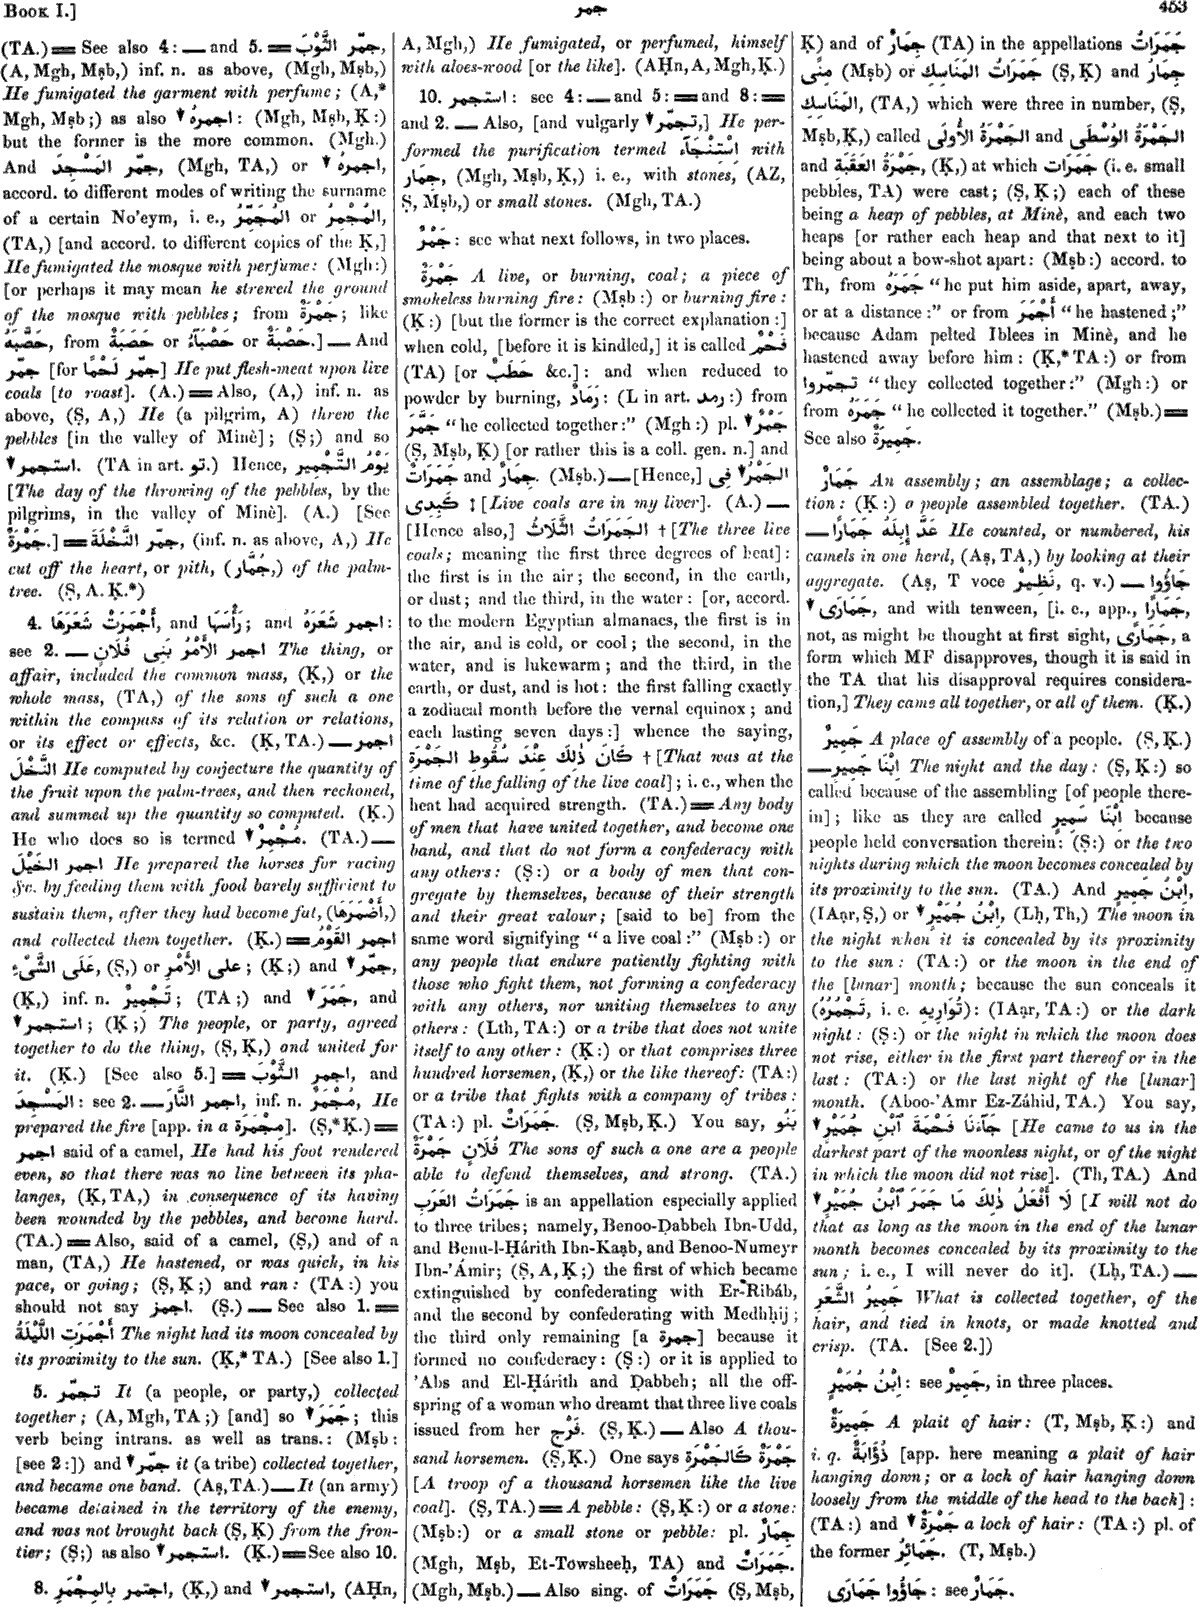 Book I.]
جمر
453
(TA.) ═ See also 4: — and 5. ═ جمّر الثَّوْبَ,
(A, Mgh, Mṣb,) inf. n. as above, (Mgh, Mṣb,)
He fumigated the garment with perfume; (A,*
Mgh, Mṣb;) as also ▼ اجمرهُ: (Mgh, Mṣb, Ḳ:)
but the former is the more common. (Mgh.)
And جمّر المَسْجِدَ, (Mgh, TA,) or ▼ اجمرهُ,
accord. to different modes of writing the surname
of a certain No'eym, i. e., المُجْمِرُ or المُجَمِّرُ,
(TA,) [and accord. to different copies of the Ḳ,]
He fumigated the mosque with perfume: (Mgh:)
[or perhaps it may mean he strewed the ground
of the mosque with pebbles; from جَمْرَةٌ; like
حَصَّبَهُ, from حَصَبَةٌ or حَصْبَآءُ or حَصْبَةٌ.] — And
جمّر [for جمّر لَحْمًا] He put flesh-meat upon live
coals [to roast]. (A.) ═ Also, (A,) inf. n. as
above, (Ṣ, A,) He (a pilgrim, A) threw the
pebbles [in the valley of Minè]; (Ṣ;) and so
▼ استجمر. (TA in art. تو.) Hence, يَوْمُ التَّجْمِيرِ
[The day of the throwing of the pebbles, by the
pilgrims, in the valley of Minè]. (A.) [See
جَمْرَةٌ.] ═ جمّر النَّخْلَةَ, (inf. n. as above, A,) He
cut off the heart, or pith, (جُمَّار,) of the palm-
tree. (Ṣ, A. Ḳ.*)
4. أَجْمَرَتْ شَعَرَهَا, and رَأْسَهَا; and اجمر شَعَرَهُ:
see 2. — اجمر الأَمْرُ بَنِى فُلَانٍ The thing, or
affair, included the common mass, (Ḳ,) or the
whole mass, (TA,) of the sons of such a one
within the compass of its relation or relations,
or its effect or effects, &c. (Ḳ, TA.) — اجمر
النَّخْلَ He computed by conjecture the quantity of
the fruit upon the palm-trees, and then reckoned,
and summed up the quantity so computed. (Ḳ.)
He who does so is termed ▼ مُجْمِرٌ. (TA.) —
اجمر الخَيْلَ He prepared the horses for racing
&c. by feeding them with food barely sufficient to
sustain them, after they had become fat, (أَضْمَرَهَا,)
and collected them together. (Ḳ.) ═ اجمر القَوْمُ
عَلَى الشَّىْءِ, (Ṣ,) or على الأَمْرِ; (Ḳ;) and ▼ جمّر,
(Ḳ,) inf. n. تَجْمِيرٌ; (TA;) and ▼ جَمَرَ, and
▼ استجمر; (Ḳ;) The people, or party, agreed
together to do the thing, (Ṣ, Ḳ,) and united for
it. (Ḳ.) [See also 5.] ═ اجمر الثَّوْبَ, and
المَسْجِدَ: see 2. — اجمر النَّارَ, inf. n. مُجْمَرٌ, He
prepared the fire [app. in a مِجْمَرَة]. (Ṣ,* Ḳ.) ═
اجمر said of a camel, He had his foot rendered
even, so that there was no line between its pha-
langes, (Ḳ, TA,) in consequence of its having
been wounded by the pebbles, and become hard.
(TA.) ═ Also, said of a camel, (Ṣ,) and of a
man, (TA,) He hastened, or was quick, in his
pace, or going; (Ṣ, Ḳ;) and ran: (TA:) you
should not say اجمز. (Ṣ.) — See also 1. ═
أَجْمَرَتِ اللَّيْلَةُ The night had its moon concealed by
its proximity to the sun. (Ḳ,* TA.) [See also 1.]
5. تجمّر It (a people, or party,) collected
together; (A, Mgh, TA;) [and] so ▼ جَمَرَ; this
verb being intrans. as well as trans.: (Mṣb:
[see 2:]) and ▼ جمّر it (a tribe) collected together,
and became one band. (Aṣ, TA.) — It (an army)
became detained in the territory of the enemy,
and was not brought back (Ṣ, Ḳ) from the fron-
tier; (Ṣ;) as also ▼ استجمر. (Ḳ.) ═ See also 10.
8. اجتمر بِالمِجْمَرِ, (Ḳ,) and ▼ استجمر, (AḤn,
A, Mgh,) He fumigated, or perfumed, himself
with aloes-wood [or the like]. (AḤn, A, Mgh, Ḳ.)
10. استجمر: see 4: — and 5: ═ and 8: ═
and 2. — Also, [and vulgarly ▼ تجمّر,] He per-
formed the purification termed اسْتِنْجَآء with
جِمَار, (Mgh, Mṣb, Ḳ,) i. e., with stones, (AZ,
Ṣ, Mṣb,) or small stones. (Mgh, TA.)
جَمْرٌ: see what next follows, in two places.
جَمْرَةٌ A live, or burning, coal; a piece of
smokeless burning fire: (Mṣb:) or burning fire:
(Ḳ:) [but the former is the correct explanation:]
when cold, [before it is kindled,] it is called فَحْمٌ
(TA) [or حَطَبٌ &c.]: and when reduced to
powder by burning, رَمَادٌ: (L in art. رمد:) from
جَمَّرَ “he collected together:” (Mgh:) pl. ▼ جَمْرٌ
(Ṣ, Mṣb, Ḳ) [or rather this is a coll. gen. n.] and
جَمَرَاتٌ and جِمَارٌ. (Mṣb.) — [Hence,] ▼ الجَمْرُ فِى
كَبِدِى ‡ [Live coals are in my liver]. (A.) —
[Hence also,] الجَمَرَاتُ الثَّلَاثُ † [The three live
coals; meaning the first three degrees of heat]:
the first is in the air; the second, in the earth,
or dust; and the third, in the water: [or, accord.
to the modern Egyptian almanacs, the first is in
the air, and is cold, or cool; the second, in the
water, and is lukewarm; and the third, in the
earth, or dust, and is hot: the first falling exactly
a zodiacal month before the vernal equinox; and
each lasting seven days:] whence the saying,
كَانَ ذٰلِكَ عِنْدَ سُقُوطِ الجَمْرَةِ † [That was at the
time of the falling of the live coal]; i. e., when the
heat had acquired strength. (TA.) ═ Any body
of men that have united together, and become one
band, and that do not form a confederacy with
any others: (Ṣ:) or a body of men that con-
gregate by themselves, because of their strength
and their great valour; [said to be] from the
same word signifying “a live coal:” (Mṣb:) or
any people that endure patiently fighting with
those who fight them, not forming a confederacy
with any others, nor uniting themselves to any
others: (Lth, TA:) or a tribe that does not unite
itself to any other: (Ḳ:) or that comprises three
hundred horsemen, (Ḳ,) or the like thereof: (TA:)
or a tribe that fights with a company of tribes:
(TA:) pl. جَمَرَاتٌ. (Ṣ, Mṣb, Ḳ.) You say, بَنُو
فُلَانٍ جَمْرَةٌ The sons of such a one are a people
able to defend themselves, and strong. (TA.)
جَمَرَاتُ العَرَبِ is an appellation especially applied
to three tribes; namely, Benoo-Ḍabbeh Ibn-Udd,
and Benu-l-Ḥárith Ibn-Kaạb, and Benoo-Numeyr
Ibn-'Ámir; (Ṣ, A, Ḳ;) the first of which became
extinguished by confederating with Er-Ribáb,
and the second by confederating with Medhḥij;
the third only remaining [a جمرة] because it
formed no confederacy: (Ṣ:) or it is applied to
'Abs and El-Ḥárith and Ḍabbeh; all the off-
spring of a woman who dreamt that three live coals
issued from her فَرْج. (Ṣ, Ḳ.) — Also A thou-
sand horsemen. (Ṣ, Ḳ.) One says جَمْرَةٌ كَالجَمْرَةِ
[A troop of a thousand horsemen like the live
coal]. (Ṣ, TA.) ═ A pebble: (Ṣ, Ḳ:) or a stone:
(Mṣb:) or a small stone or pebble: pl. جِمَارٌ
(Mgh, Mṣb, Et-Towsheeḥ, TA) and جَمَرَاتٌ.
(Mgh, Mṣb.) — Also sing. of جَمَرَاتٌ (Ṣ, Mṣb,
Ḳ) and of جِمَارٌ (TA) in the appellations جَمَرَاتُ
مِنًى (Mṣb) or جَمَرَاتُ المَنَاسِكِ (Ṣ, Ḳ) and جِمَارُ
المَنَاسِكِ, (TA,) which were three in number, (Ṣ,
Mṣb, Ḳ,) called الجَمْرَةُ الأُولَى and الجَمْرَةُ الوُسْطَى
and جَمْرَةُ العَقَبَةِ, (Ḳ,) at which جَمَرَات (i. e. small
pebbles, TA) were cast; (Ṣ, Ḳ;) each of these
being a heap of pebbles, at Minè, and each two
heaps [or rather each heap and that next to it]
being about a bow-shot apart: (Mṣb:) accord. to
Th, from جَمَرَهُ “he put him aside, apart, away,
or at a distance:” or from أَجْمَرَ “he hastened;”
because Adam pelted Iblees in Minè, and he
hastened away before him: (Ḳ,* TA:) or from
تجمّروا “they collected together:” (Mgh:) or
from جَمَرَهُ “he collected it together.” (Mṣb.) ═
See also جَمِيرَةٌ.
جَمَارٌ An assembly; an assemblage; a collec-
tion: (Ḳ:) a people assembled together. (TA.)
— عَدَّ إِبِلَهُ جَمَارًا He counted, or numbered, his
camels in one herd, (Aṣ, TA,) by looking at their
aggregate. (Aṣ, T voce نَظِيرٌ, q. v.) — جَاؤُوا
▼ جَمَارَى, and with tenween, [i. e., app., جَمَارًا,
not, as might be thought at first sight, جَمَارًى, a
form which MF disapproves, though it is said in
the TA that his disapproval requires considera-
tion,] They came all together, or all of them. (Ḳ.)
جَمِيرٌ A place of assembly of a people. (Ṣ, Ḳ.)
— ابْنَا جَمِيرٍ The night and the day: (Ṣ, Ḳ:) so
called because of the assembling [of people there-
in]; like as they are called ابْنَا سَمِيرٍ because
people held conversation therein: (Ṣ:) or the two
nights during which the moon becomes concealed by
its proximity to the sun. (TA.) And ابْنُ جَمِيرٍ,
(IAạr, Ṣ,) or ▼ ابْنُ جُمَيْرٍ, (Lḥ, Th,) The moon in
the night when it is concealed by its proximity
to the sun: (TA:) or the moon in the end of
the [lunar] month; because the sun conceals it
(تَجْمُرُهُ, i. e. تُوَارِيهِ): (IAạr, TA:) or the dark
night: (Ṣ:) or the night in which the moon does
not rise, either in the first part thereof or in the
last: (TA:) or the last night of the [lunar]
month. (Aboo-'Amr Ez-Záhid, TA.) You say,
▼ جَآءَنَا فَحْمَةَ ٱبْنِ جُمَيْرٍ [He came to us in the
darkest part of the moonless night, or of the night
in which the moon did not rise]. (Th, TA.) And
▼ لَا أَفْعَلُ ذٰلِكَ مَا جَمَرَ ٱبْنُ جُمَيْرٍ [I will not do
that as long as the moon in the end of the lunar
month becomes concealed by its proximity to the
sun; i. e., I will never do it]. (Lḥ, TA.) —
جَمِيرُ الشَّعَرِ What is collected together, of the
hair, and tied in knots, or made knotted and
crisp. (TA. [See 2.])
ابْنُ جُمَيْرٍ: see جَمِيرٌ, in three places.
جَمِيرَةٌ A plait of hair: (T, Mṣb, Ḳ:) and
i. q. ذُؤَابَةٌ [app. here meaning a plait of hair
hanging down; or a lock of hair hanging down
loosely from the middle of the head to the back]:
(TA:) and ▼ جَمْرَةٌ a lock of hair: (TA:) pl. of
the former جَمَائِرُ. (T, Mṣb.)
جَاؤُوا جَمَارَى: see جَمَارٌ.